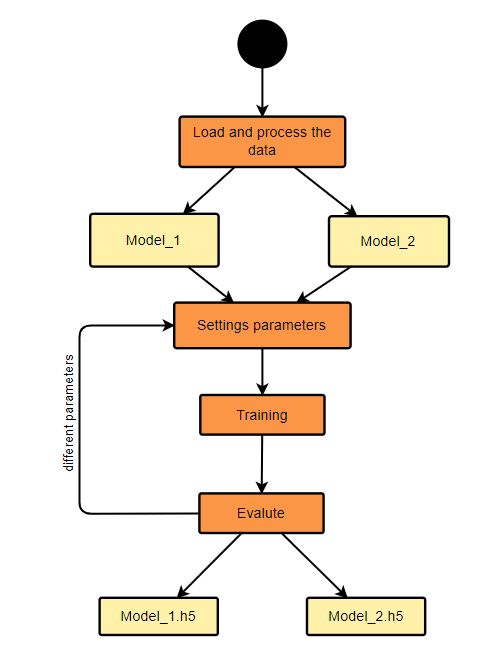 Load and process the
data
Model_1
Model_2
Settings parameters
different parameters
Training
Evalute
Model_1.h5
Model_2.h5